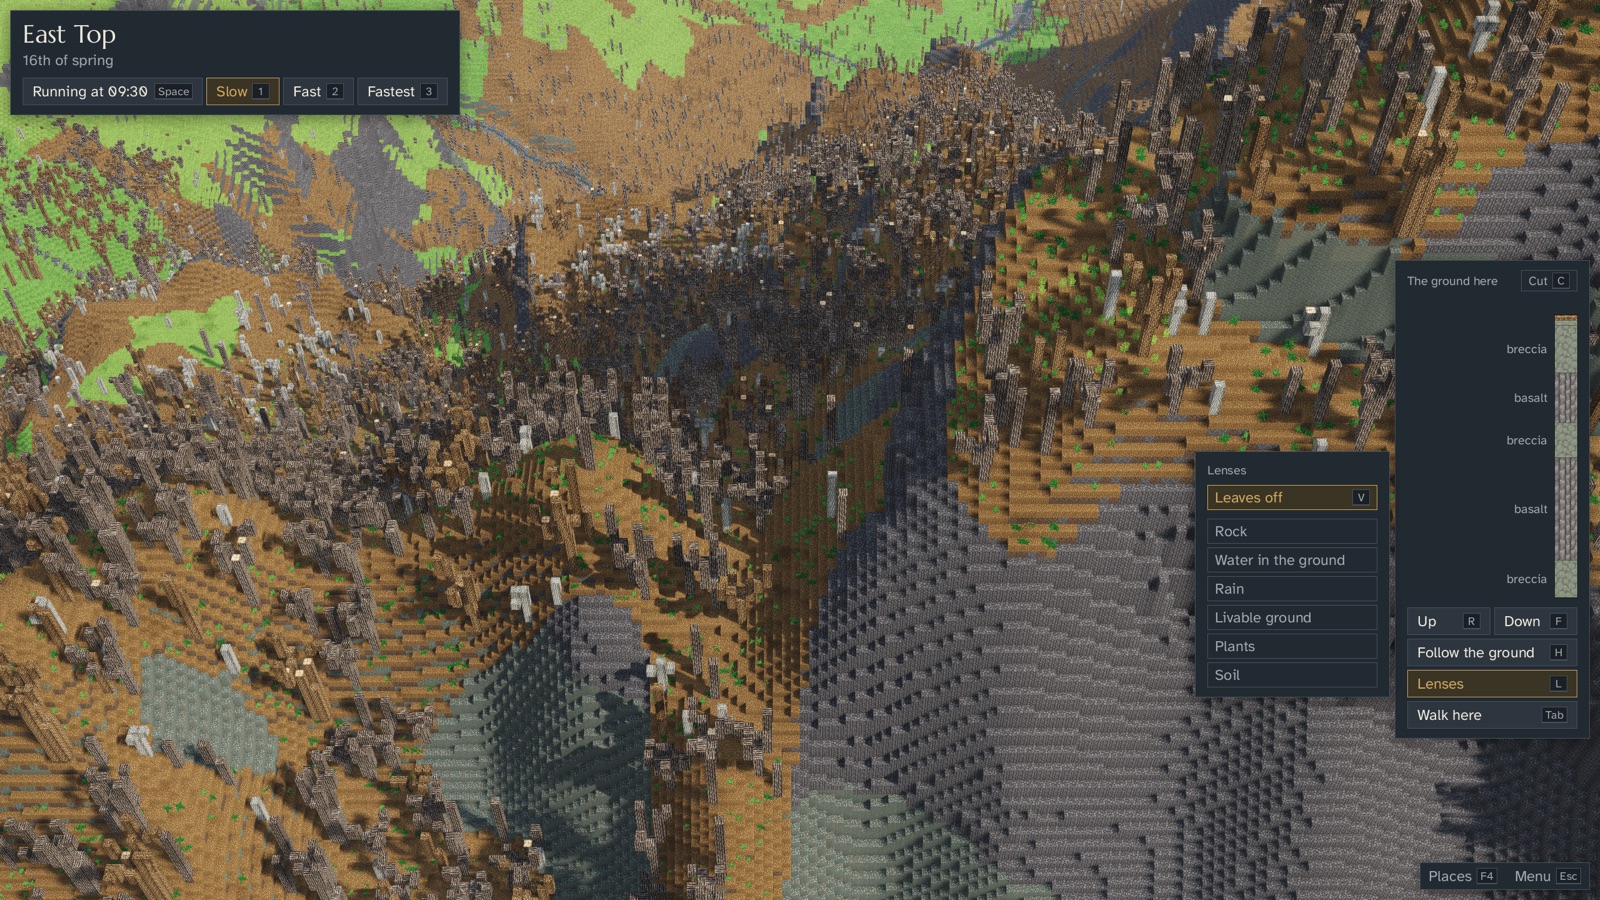 East Top
16th of spring
Running at 09:30 Space
Slow 1
Fast 2
Fastest 3
The ground here
Cut C
breccia
basalt
breccia
basalt
breccia
Lenses
Leaves off V
Rock
Water in the ground
Rain
Livable ground
Plants
Soil
Up R
Down F
Follow the ground H
Lenses L
Walk here Tab
Places F4
Menu Esc